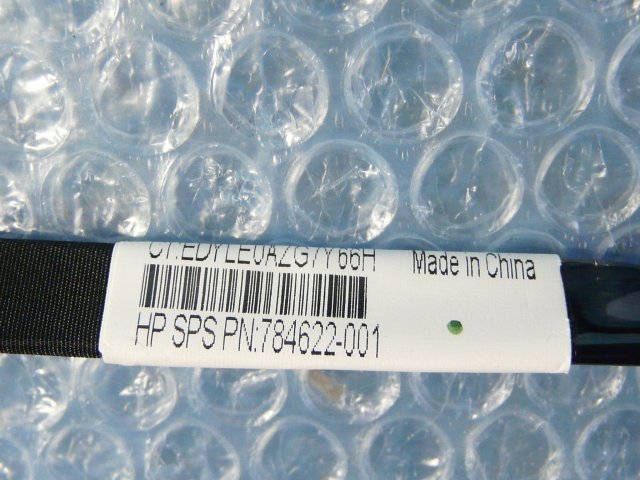 CT:EDYLE0AZG7Y66H Made in China
HP SPS PN:784622-001